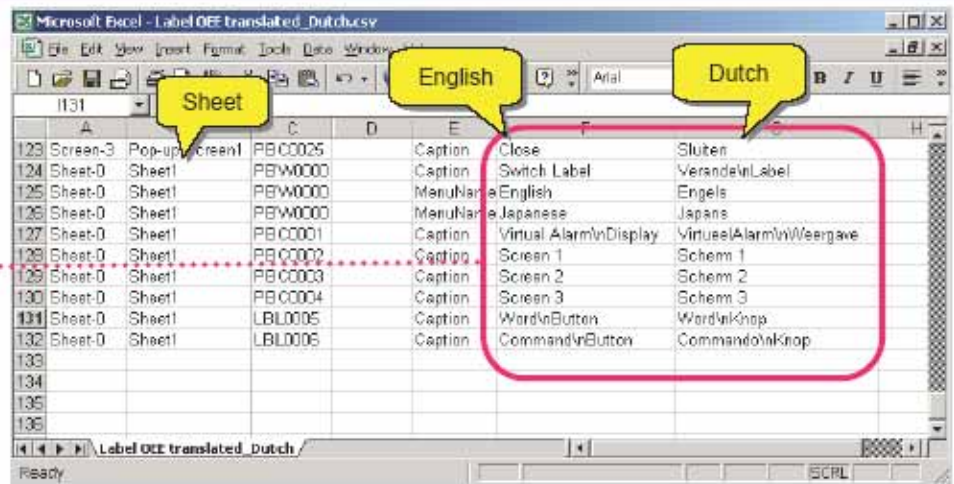 Microsoft Excel - Label OEE translated_Dutch.csv
File Edit View Insert Format Tools Data Window
Arial B I U
I131
Sheet
English
Dutch
A C D E F G H
123 Screen-3 Pop-up Screen1 PBC0025 Caption Close Sluiten
124 Sheet-0 Sheet1 PBW0000 Caption Switch Label Verande\nLabel
125 Sheet-0 Sheet1 PBW0000 MenuName English Engels
126 Sheet-0 Sheet1 PBW0000 MenuName Japanese Japans
127 Sheet-0 Sheet1 PBC0001 Caption Virtual Alarm\nDisplay VirtueelAlarm\nWeergave
128 Sheet-0 Sheet1 PBC0002 Caption Screen 1 Scherm 1
129 Sheet-0 Sheet1 PBC0003 Caption Screen 2 Scherm 2
130 Sheet-0 Sheet1 PBC0004 Caption Screen 3 Scherm 3
131 Sheet-0 Sheet1 LBL0005 Caption Word\nButton Word\nKnop
132 Sheet-0 Sheet1 LBL0006 Caption Command\nButton Commando\nKnop
133
134
135
136
Label OEE translated_Dutch
Ready SCRL